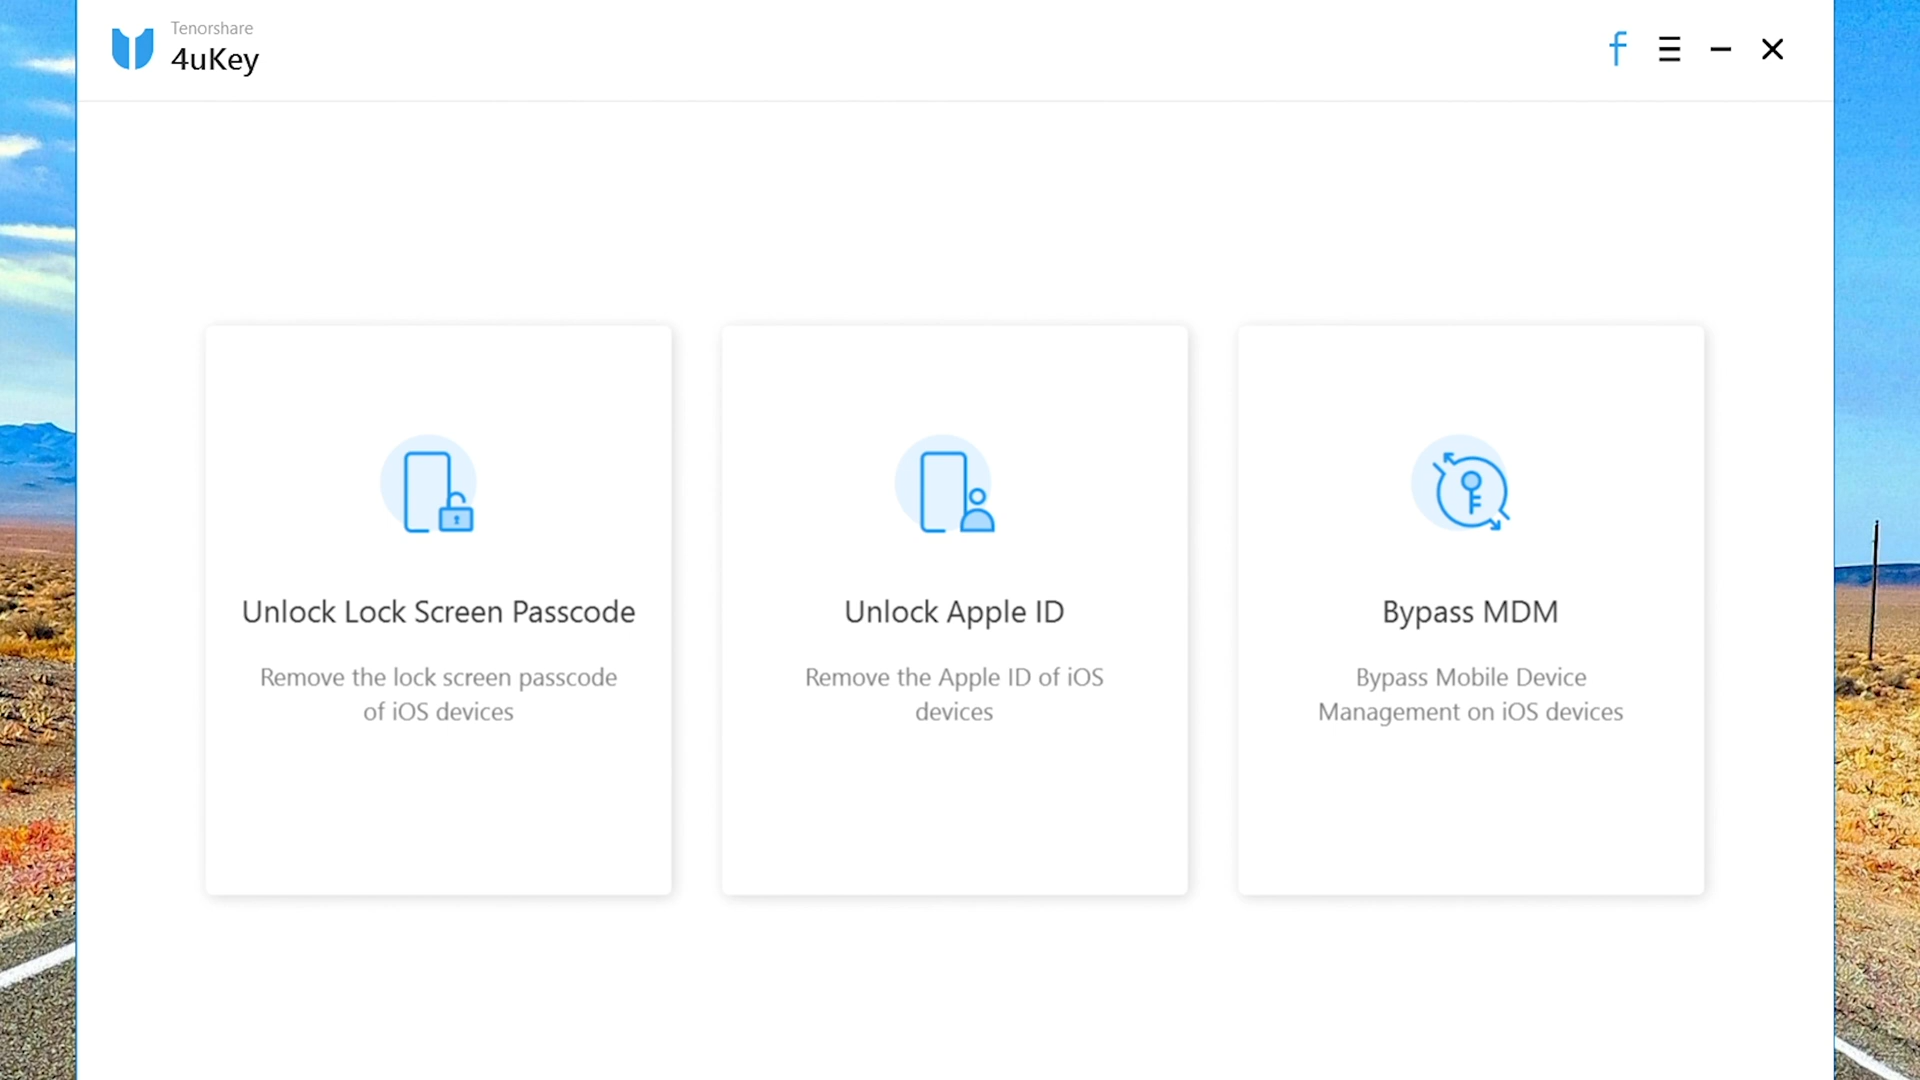 Tenorshare
4uKey
Unlock Lock Screen Passcode
Remove the lock screen passcode
of iOS devices
Unlock Apple ID
Remove the Apple ID of iOS
devices
Bypass MDM
Bypass Mobile Device
Management on iOS devices